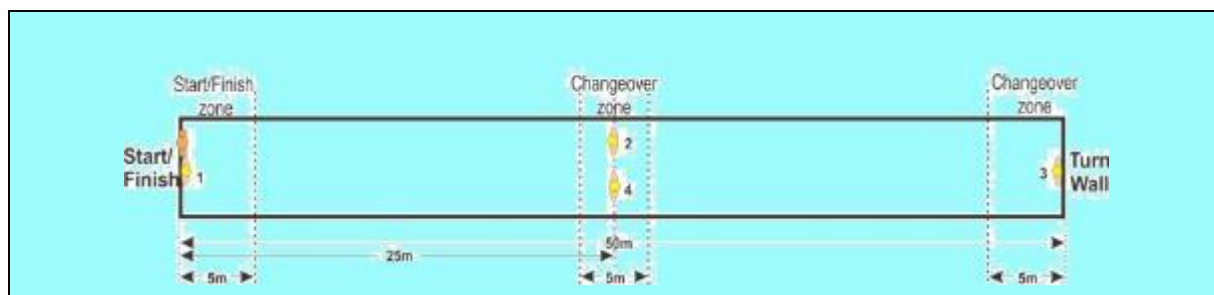 Start/Finish
zone
Changeover
zone
Changeover
zone
Start/
Finish
1
2
4
3
Turn
Wall
50m
25m
5m
5m
5m